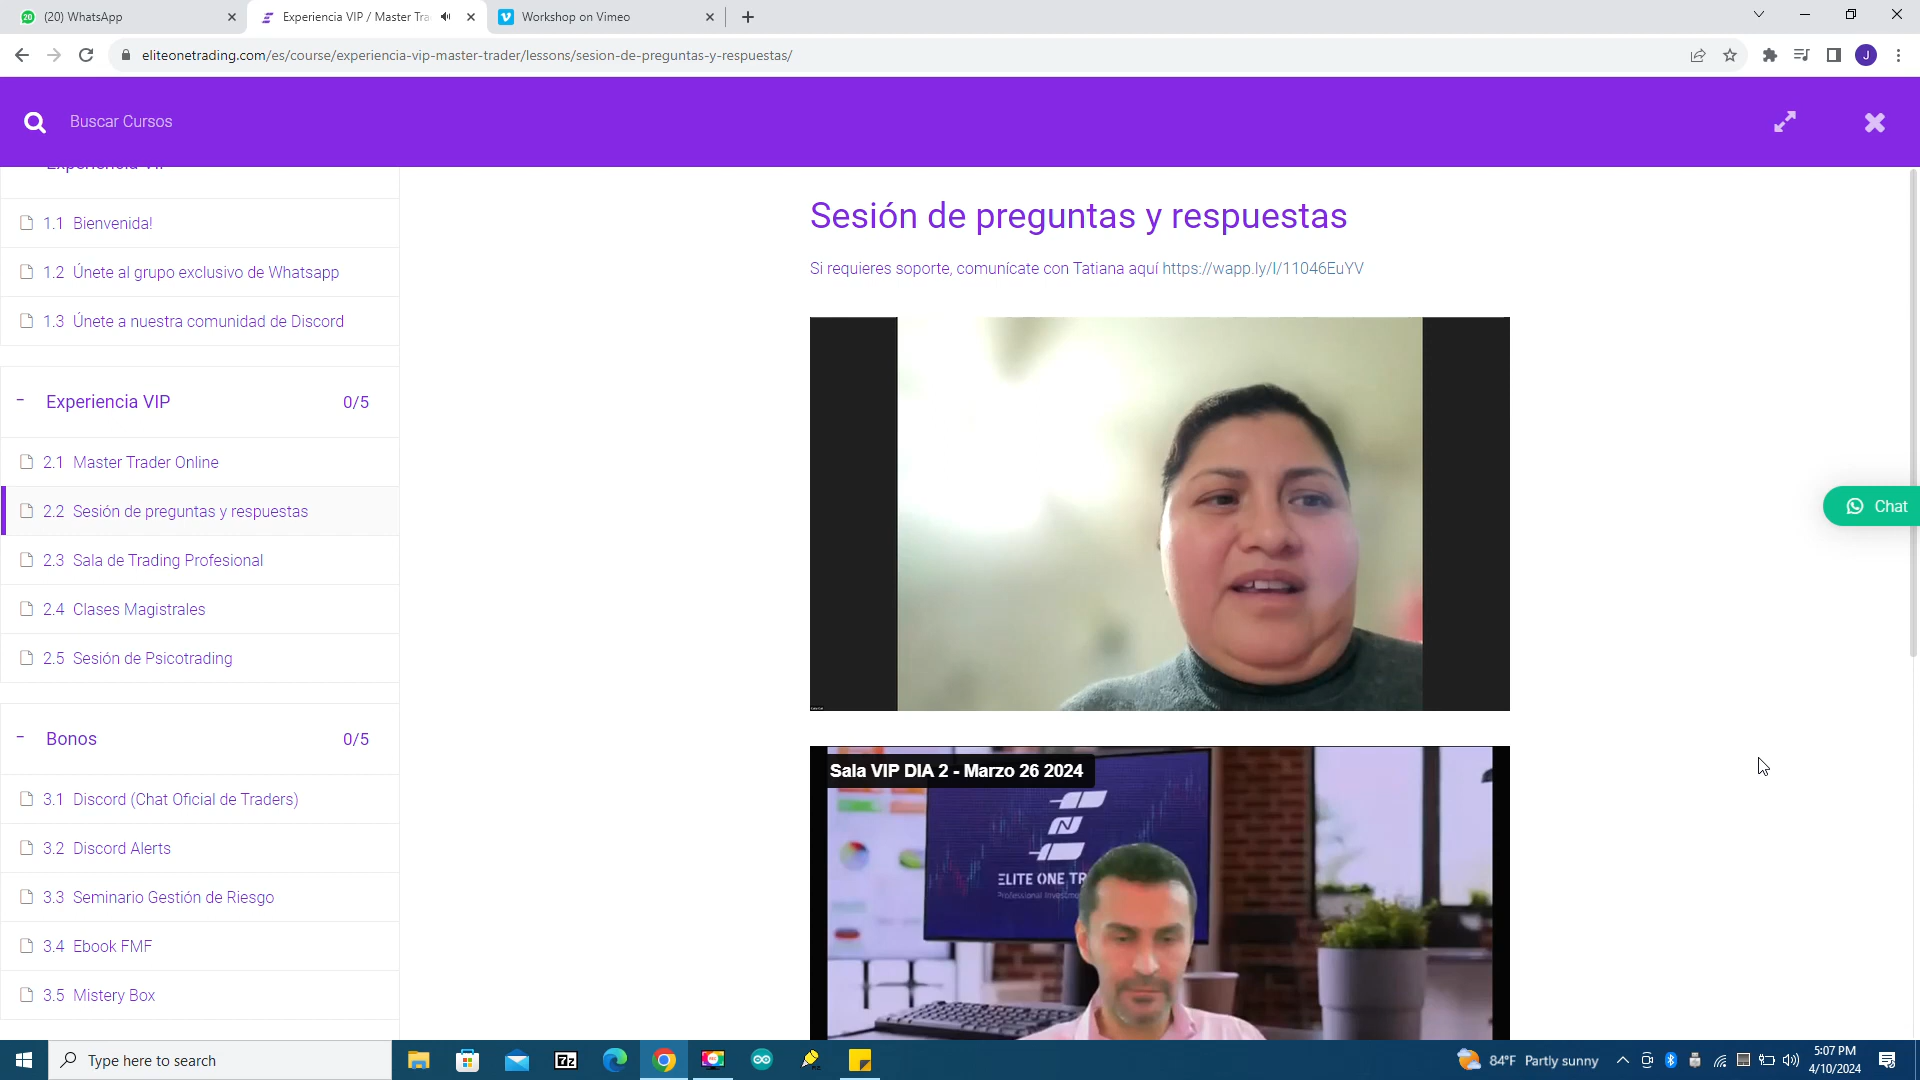 (20) WhatsApp
Experiencia VIP / Master Tra
Workshop on Vimeo
eliteonetrading.com/es/course/experiencia-vip-master-trader/lessons/sesion-de-preguntas-y-respuestas/
J
Buscar Cursos
Experiencia VIP
1.1 Bienvenida!
1.2 Únete al grupo exclusivo de Whatsapp
1.3 Únete a nuestra comunidad de Discord
- Experiencia VIP 0/5
2.1 Master Trader Online
2.2 Sesión de preguntas y respuestas
2.3 Sala de Trading Profesional
2.4 Clases Magistrales
2.5 Sesión de Psicotrading
- Bonos 0/5
3.1 Discord (Chat Oficial de Traders)
3.2 Discord Alerts
3.3 Seminario Gestión de Riesgo
3.4 Ebook FMF
3.5 Mistery Box
Sesión de preguntas y respuestas
Si requieres soporte, comunícate con Tatiana aquí https://wapp.ly/l/11046EuYV
Sala VIP DIA 2 - Marzo 26 2024
ELITE ONE TR
Professional Investme
Chat
Type here to search
7z
84°F Partly sunny
5:07 PM
4/10/2024